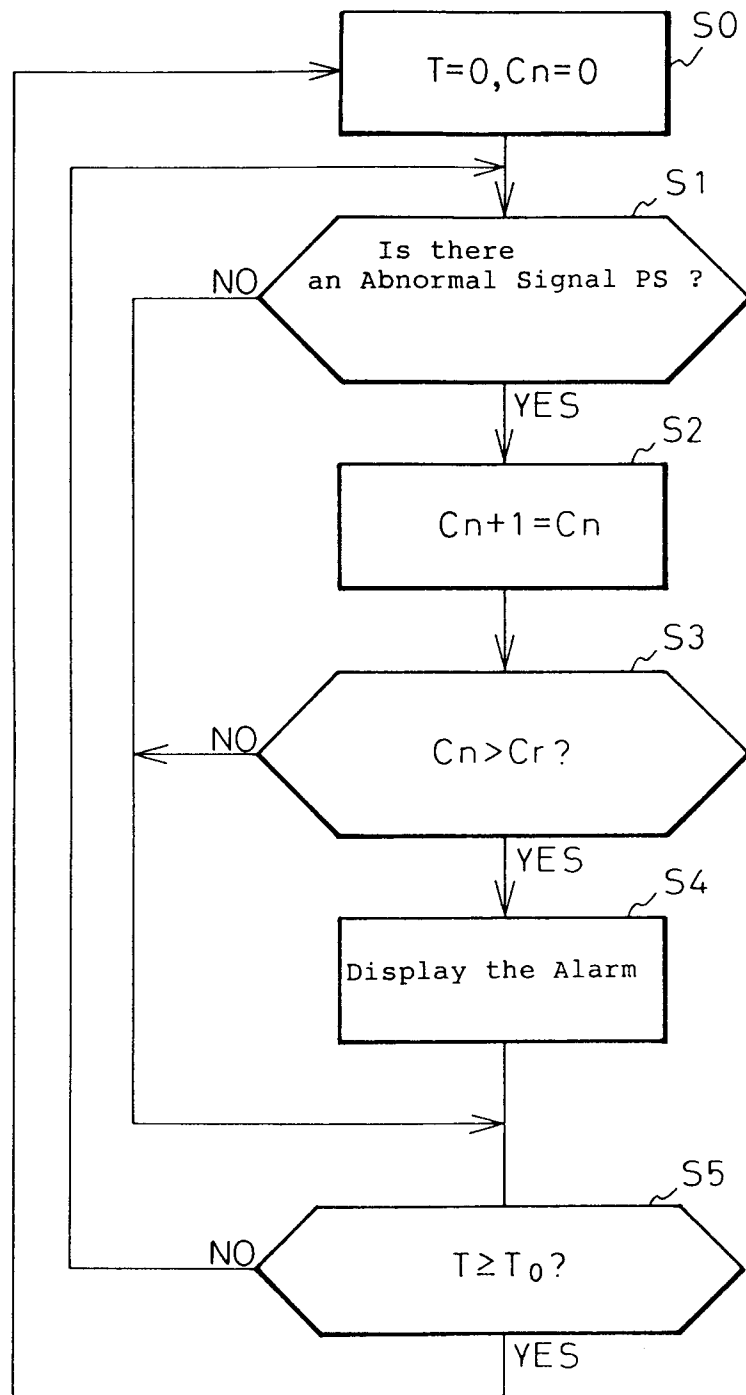 S0
T=0,Cn=0
S1
Is there
an Abnormal Signal PS ?
NO
YES
S2
Cn+1=Cn
S3
NO
Cn>Cr?
YES
S4
Display the Alarm
S5
NO
T≥T₀?
YES